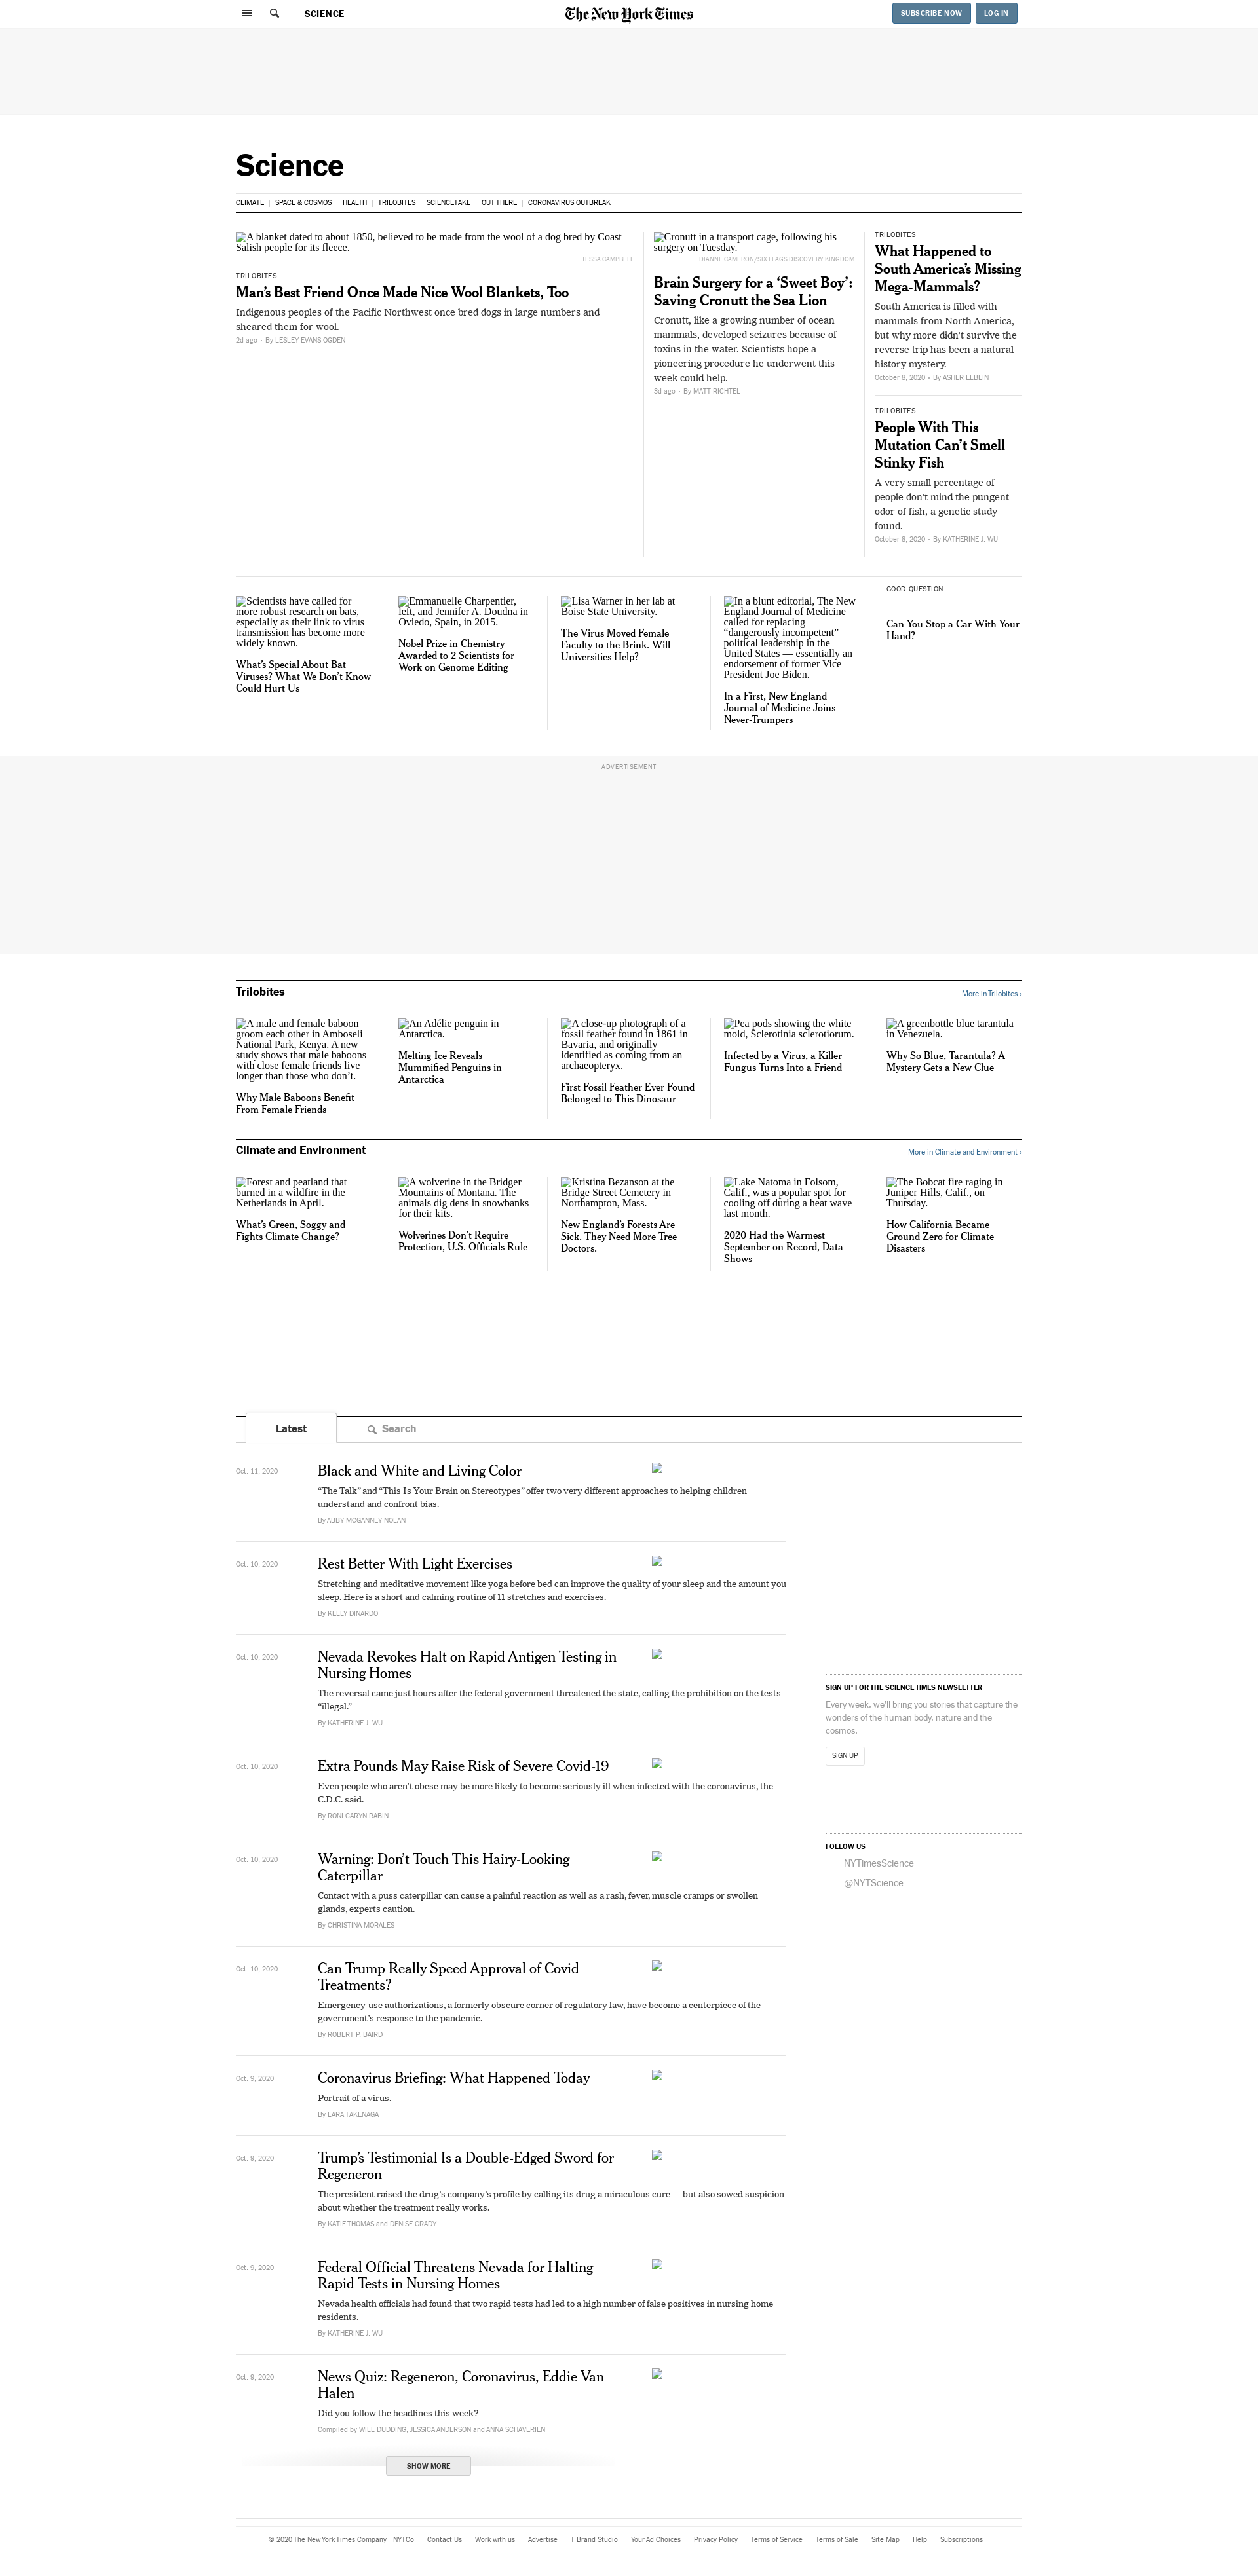 SCIENCE
The New York Times
SUBSCRIBE NOW
LOG IN
Science
CLIMATE
SPACE & COSMOS
HEALTH
TRILOBITES
SCIENCETAKE
OUT THERE
CORONAVIRUS OUTBREAK
A blanket dated to about 1850, believed to be made from the wool of a dog bred by Coast
Salish people for its fleece.
TESSA CAMPBELL
TRILOBITES
Man’s Best Friend Once Made Nice Wool Blankets, Too
Indigenous peoples of the Pacific Northwest once bred dogs in large numbers and
sheared them for wool.
2d ago · By LESLEY EVANS OGDEN
Cronutt in a transport cage, following his
surgery on Tuesday.
DIANNE CAMERON/SIX FLAGS DISCOVERY KINGDOM
Brain Surgery for a ‘Sweet Boy’:
Saving Cronutt the Sea Lion
Cronutt, like a growing number of ocean
mammals, developed seizures because of
toxins in the water. Scientists hope a
pioneering procedure he underwent this
week could help.
3d ago · By MATT RICHTEL
TRILOBITES
What Happened to
South America’s Missing
Mega-Mammals?
South America is filled with
mammals from North America,
but why more didn’t survive the
reverse trip has been a natural
history mystery.
October 8, 2020 · By ASHER ELBEIN
TRILOBITES
People With This
Mutation Can’t Smell
Stinky Fish
A very small percentage of
people don’t mind the pungent
odor of fish, a genetic study
found.
October 8, 2020 · By KATHERINE J. WU
Scientists have called for
more robust research on bats,
especially as their link to virus
transmission has become more
widely known.
What’s Special About Bat
Viruses? What We Don’t Know
Could Hurt Us
Emmanuelle Charpentier,
left, and Jennifer A. Doudna in
Oviedo, Spain, in 2015.
Nobel Prize in Chemistry
Awarded to 2 Scientists for
Work on Genome Editing
Lisa Warner in her lab at
Boise State University.
The Virus Moved Female
Faculty to the Brink. Will
Universities Help?
In a blunt editorial, The New
England Journal of Medicine
called for replacing
“dangerously incompetent”
political leadership in the
United States — essentially an
endorsement of former Vice
President Joe Biden.
In a First, New England
Journal of Medicine Joins
Never-Trumpers
GOOD QUESTION
Can You Stop a Car With Your
Hand?
ADVERTISEMENT
Trilobites
More in Trilobites ›
A male and female baboon
groom each other in Amboseli
National Park, Kenya. A new
study shows that male baboons
with close female friends live
longer than those who don’t.
Why Male Baboons Benefit
From Female Friends
An Adélie penguin in
Antarctica.
Melting Ice Reveals
Mummified Penguins in
Antarctica
A close-up photograph of a
fossil feather found in 1861 in
Bavaria, and originally
identified as coming from an
archaeopteryx.
First Fossil Feather Ever Found
Belonged to This Dinosaur
Pea pods showing the white
mold, Sclerotinia sclerotiorum.
Infected by a Virus, a Killer
Fungus Turns Into a Friend
A greenbottle blue tarantula
in Venezuela.
Why So Blue, Tarantula? A
Mystery Gets a New Clue
Climate and Environment
More in Climate and Environment ›
Forest and peatland that
burned in a wildfire in the
Netherlands in April.
What’s Green, Soggy and
Fights Climate Change?
A wolverine in the Bridger
Mountains of Montana. The
animals dig dens in snowbanks
for their kits.
Wolverines Don’t Require
Protection, U.S. Officials Rule
Kristina Bezanson at the
Bridge Street Cemetery in
Northampton, Mass.
New England’s Forests Are
Sick. They Need More Tree
Doctors.
Lake Natoma in Folsom,
Calif., was a popular spot for
cooling off during a heat wave
last month.
2020 Had the Warmest
September on Record, Data
Shows
The Bobcat fire raging in
Juniper Hills, Calif., on
Thursday.
How California Became
Ground Zero for Climate
Disasters
Latest
Search
Oct. 11, 2020
Black and White and Living Color
“The Talk” and “This Is Your Brain on Stereotypes” offer two very different approaches to helping children
understand and confront bias.
By ABBY MCGANNEY NOLAN
Oct. 10, 2020
Rest Better With Light Exercises
Stretching and meditative movement like yoga before bed can improve the quality of your sleep and the amount you
sleep. Here is a short and calming routine of 11 stretches and exercises.
By KELLY DINARDO
Oct. 10, 2020
Nevada Revokes Halt on Rapid Antigen Testing in
Nursing Homes
The reversal came just hours after the federal government threatened the state, calling the prohibition on the tests
“illegal.”
By KATHERINE J. WU
Oct. 10, 2020
Extra Pounds May Raise Risk of Severe Covid-19
Even people who aren’t obese may be more likely to become seriously ill when infected with the coronavirus, the
C.D.C. said.
By RONI CARYN RABIN
Oct. 10, 2020
Warning: Don’t Touch This Hairy-Looking
Caterpillar
Contact with a puss caterpillar can cause a painful reaction as well as a rash, fever, muscle cramps or swollen
glands, experts caution.
By CHRISTINA MORALES
Oct. 10, 2020
Can Trump Really Speed Approval of Covid
Treatments?
Emergency-use authorizations, a formerly obscure corner of regulatory law, have become a centerpiece of the
government’s response to the pandemic.
By ROBERT P. BAIRD
Oct. 9, 2020
Coronavirus Briefing: What Happened Today
Portrait of a virus.
By LARA TAKENAGA
Oct. 9, 2020
Trump’s Testimonial Is a Double-Edged Sword for
Regeneron
The president raised the drug’s company’s profile by calling its drug a miraculous cure — but also sowed suspicion
about whether the treatment really works.
By KATIE THOMAS and DENISE GRADY
Oct. 9, 2020
Federal Official Threatens Nevada for Halting
Rapid Tests in Nursing Homes
Nevada health officials had found that two rapid tests had led to a high number of false positives in nursing home
residents.
By KATHERINE J. WU
Oct. 9, 2020
News Quiz: Regeneron, Coronavirus, Eddie Van
Halen
Did you follow the headlines this week?
Compiled by WILL DUDDING, JESSICA ANDERSON and ANNA SCHAVERIEN
SHOW MORE
SIGN UP FOR THE SCIENCE TIMES NEWSLETTER
Every week, we’ll bring you stories that capture the
wonders of the human body, nature and the
cosmos.
SIGN UP
FOLLOW US
NYTimesScience
@NYTScience
© 2020 The New York Times Company
NYTCo
Contact Us
Work with us
Advertise
T Brand Studio
Your Ad Choices
Privacy Policy
Terms of Service
Terms of Sale
Site Map
Help
Subscriptions